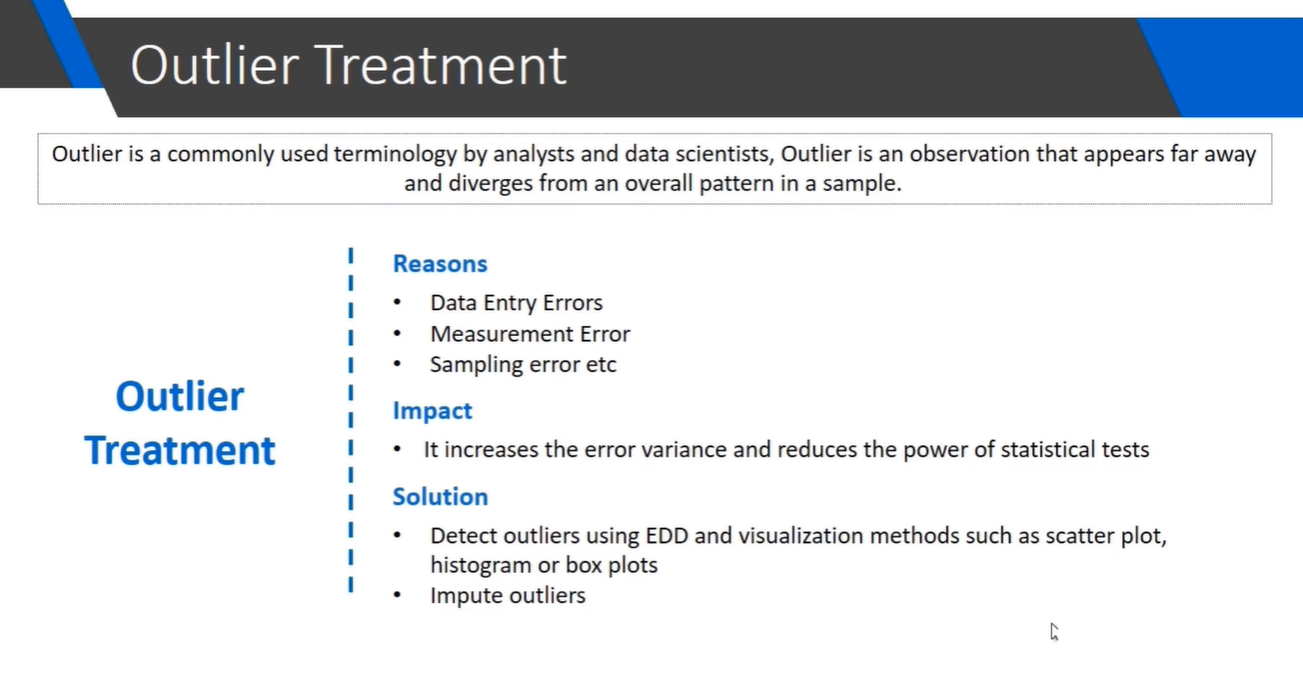 Outlier Treatment
Outlier is a commonly used terminology by analysts and data scientists, Outlier is an observation that appears far away
and diverges from an overall pattern in a sample.
Outlier
Treatment
Reasons
• Data Entry Errors
• Measurement Error
• Sampling error etc
Impact
• It increases the error variance and reduces the power of statistical tests
Solution
• Detect outliers using EDD and visualization methods such as scatter plot,
histogram or box plots
• Impute outliers